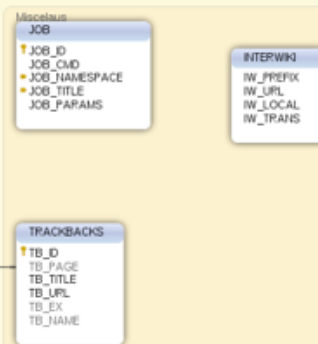 Miscelaus
JOB
JOB_ID
JOB_CMD
JOB_NAMESPACE
JOB_TITLE
JOB_PARAMS
INTERWIKI
IW_PREFIX
IW_URL
IW_LOCAL
IW_TRANS
TRACKBACKS
TB_ID
TB_PAGE
TB_TITLE
TB_URL
TB_EX
TB_NAME